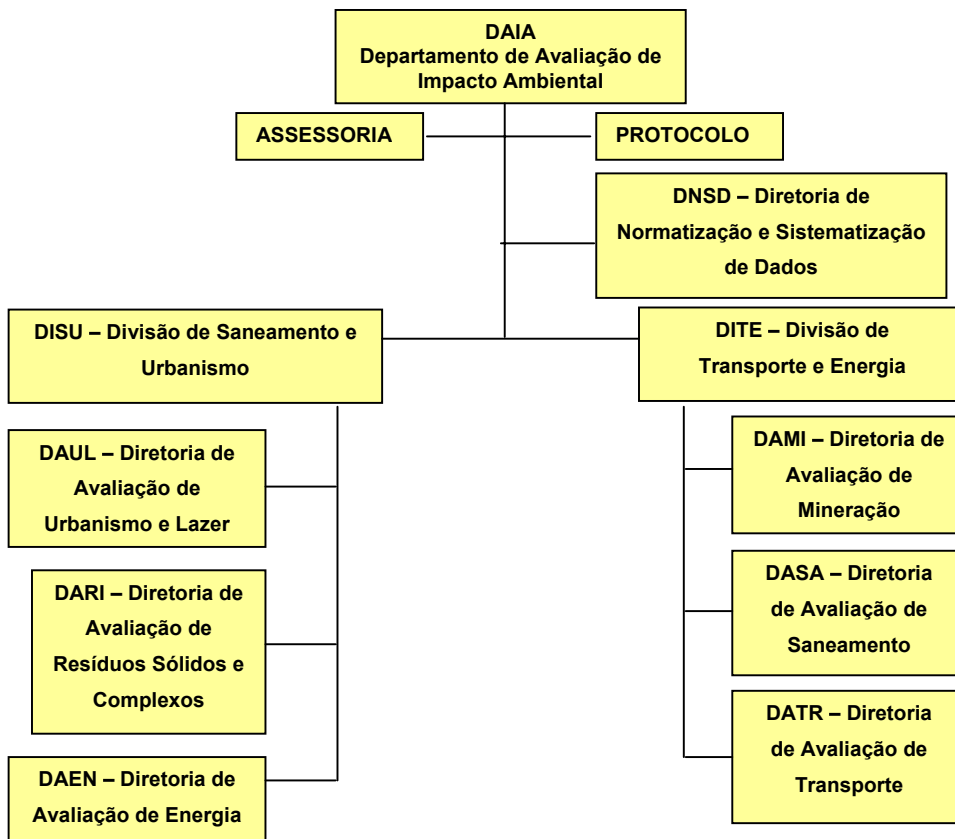 DAIA
Departamento de Avaliação de
Impacto Ambiental
ASSESSORIA
PROTOCOLO
DNSD – Diretoria de
Normatização e Sistematização
de Dados
DISU – Divisão de Saneamento e
Urbanismo
DITE – Divisão de
Transporte e Energia
DAUL – Diretoria de
Avaliação de
Urbanismo e Lazer
DARI – Diretoria de
Avaliação de
Resíduos Sólidos e
Complexos
DAEN – Diretoria de
Avaliação de Energia
DAMI – Diretoria de
Avaliação de
Mineração
DASA – Diretoria
de Avaliação de
Saneamento
DATR – Diretoria
de Avaliação de
Transporte